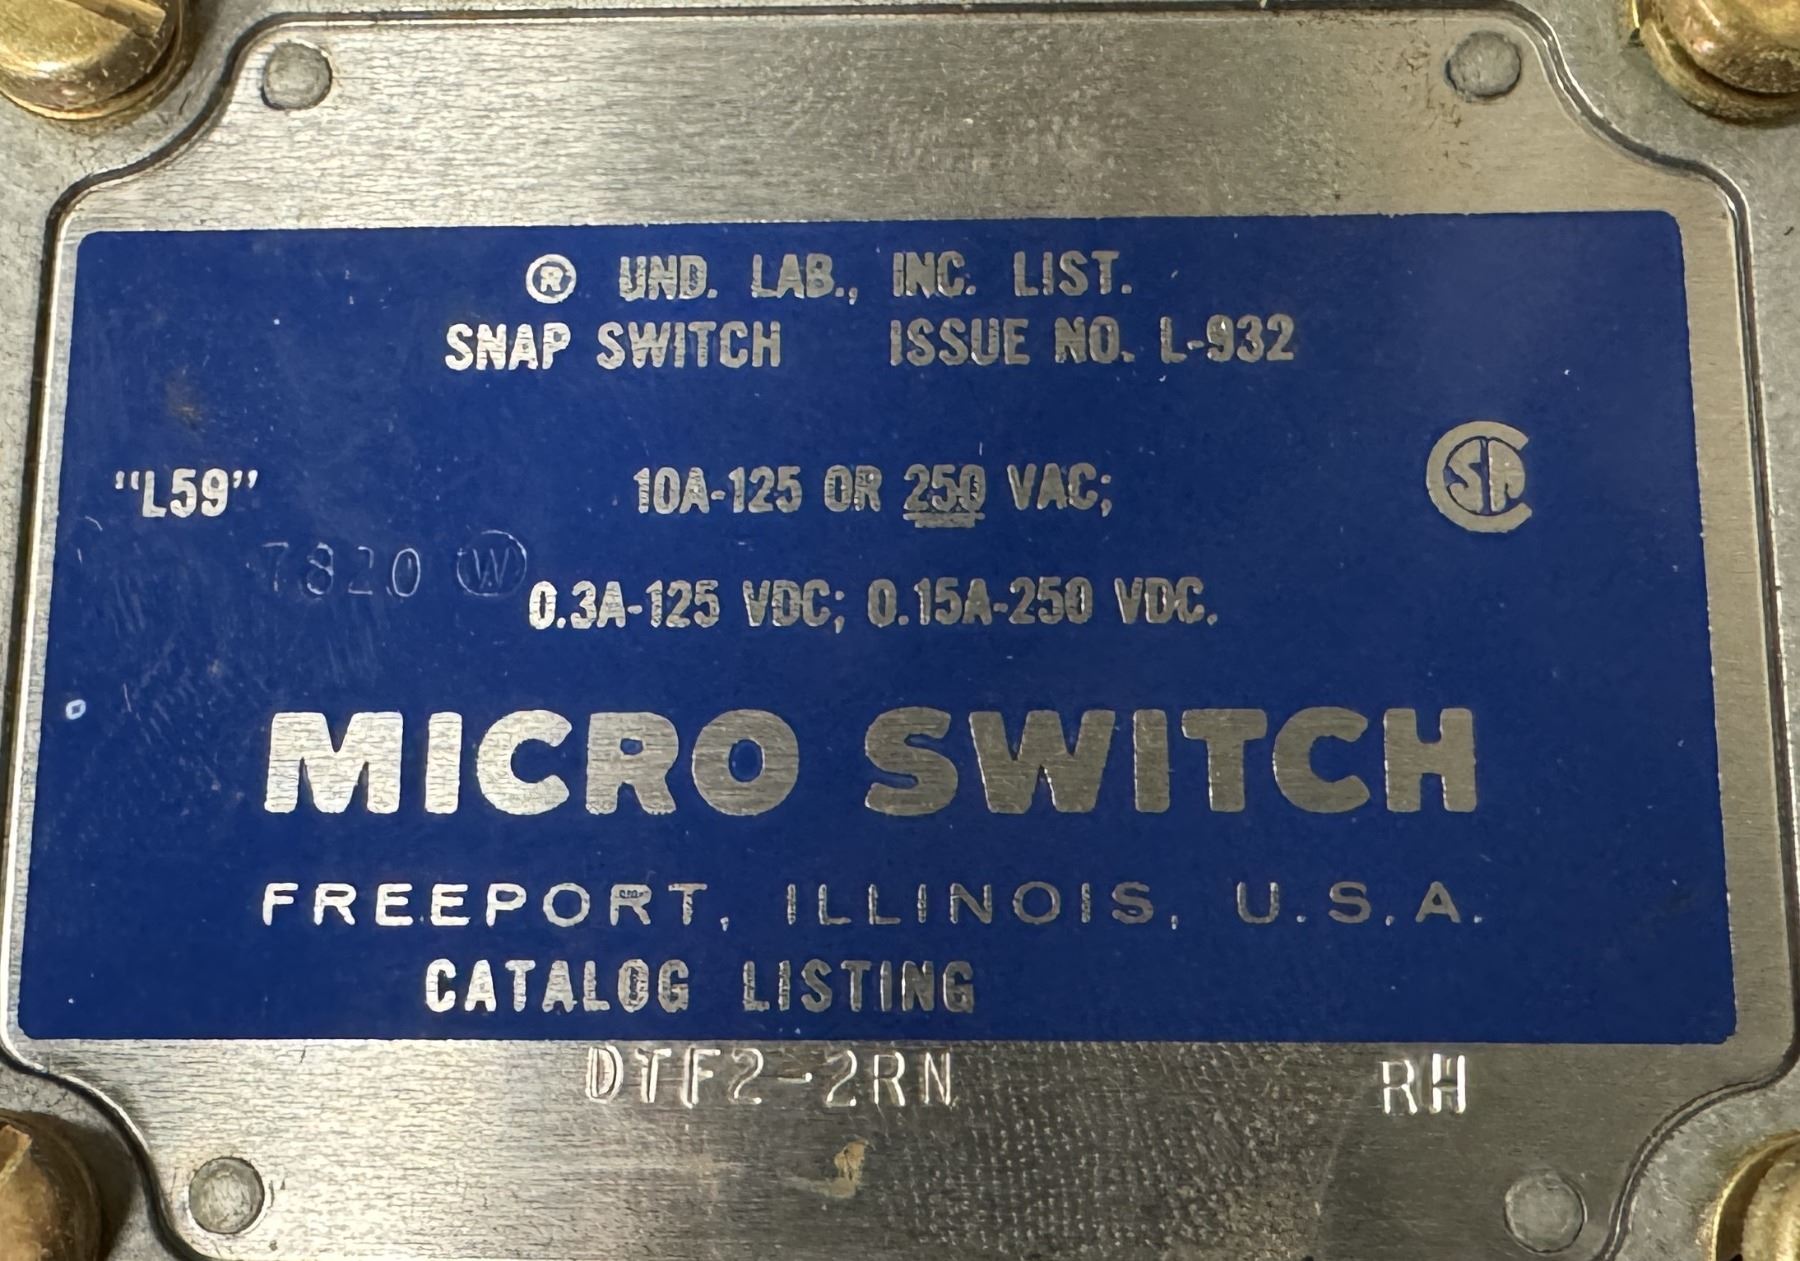 ® UND. LAB., INC. LIST.
SNAP SWITCH ISSUE NO. L-932
"L59" 10A-125 OR 250 VAC;
CSA
7820 W
0.3A-125 VDC; 0.15A-250 VDC.
MICRO SWITCH
FREEPORT, ILLINOIS, U.S.A.
CATALOG LISTING
DTF2-2RN RH